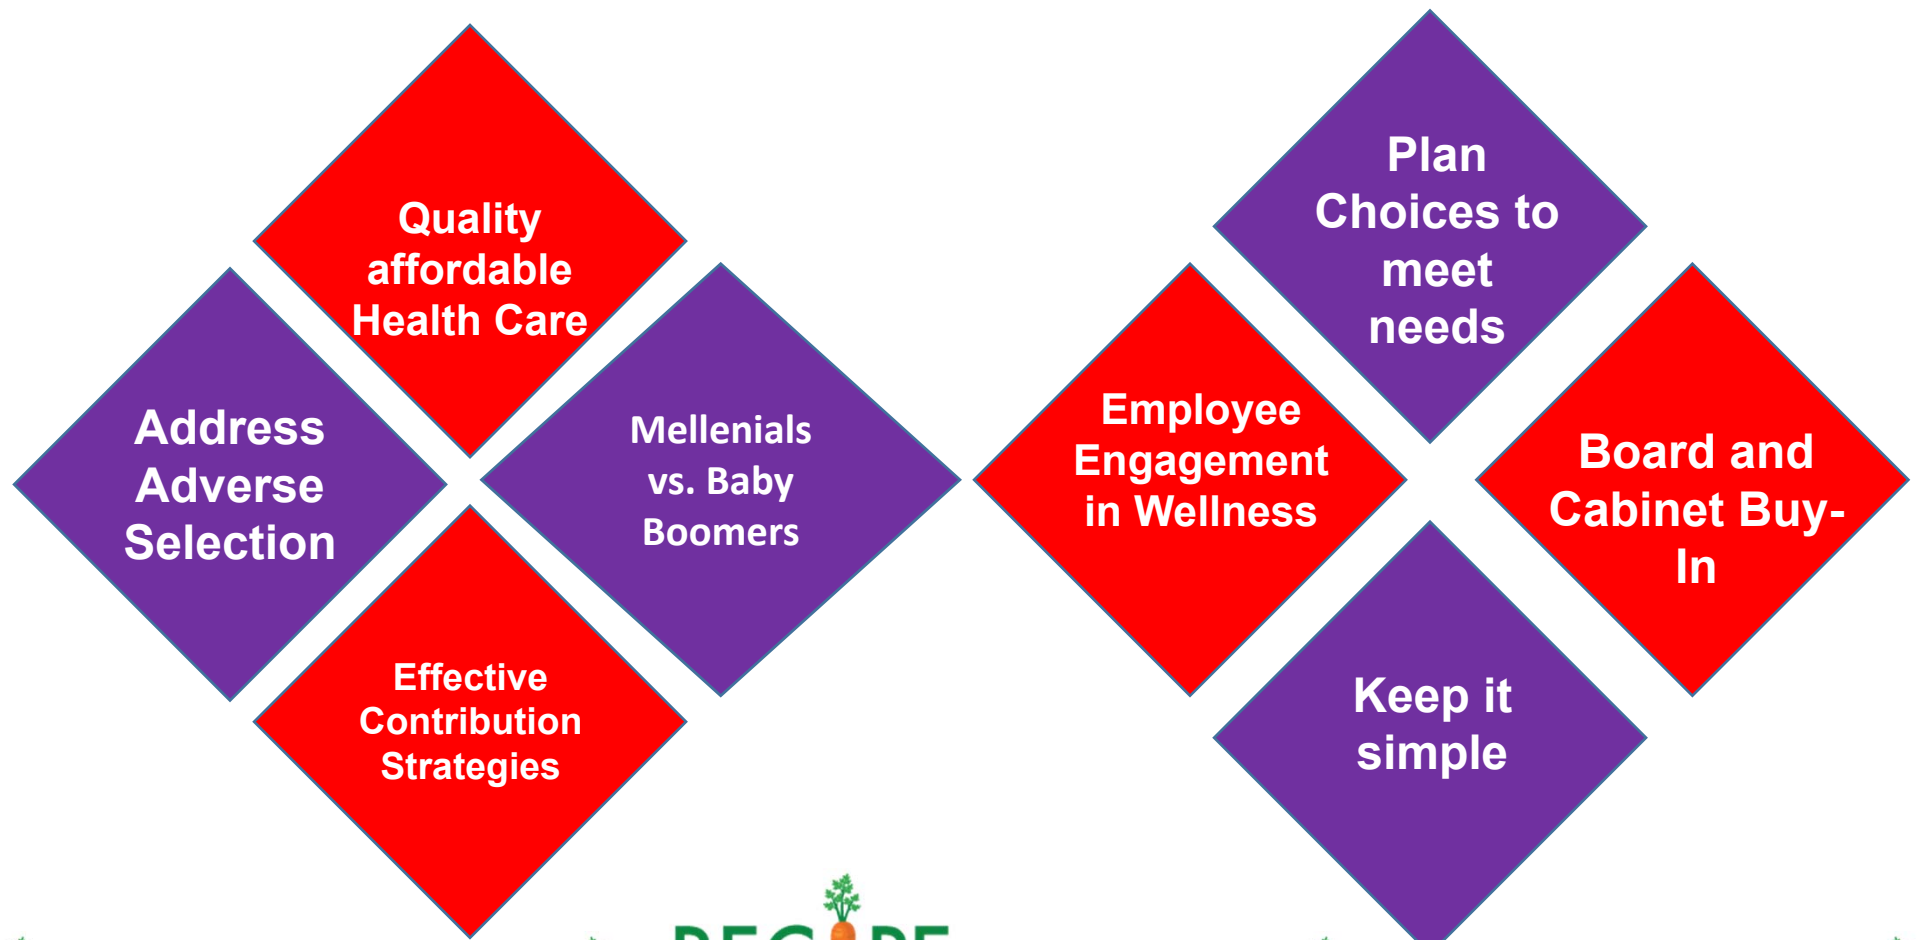 Quality
affordable
Health Care
Address
Adverse
Selection
Mellenials
vs. Baby
Boomers
Effective
Contribution
Strategies
Plan
Choices to
meet
needs
Employee
Engagement
in Wellness
Board and
Cabinet Buy-
In
Keep it
simple